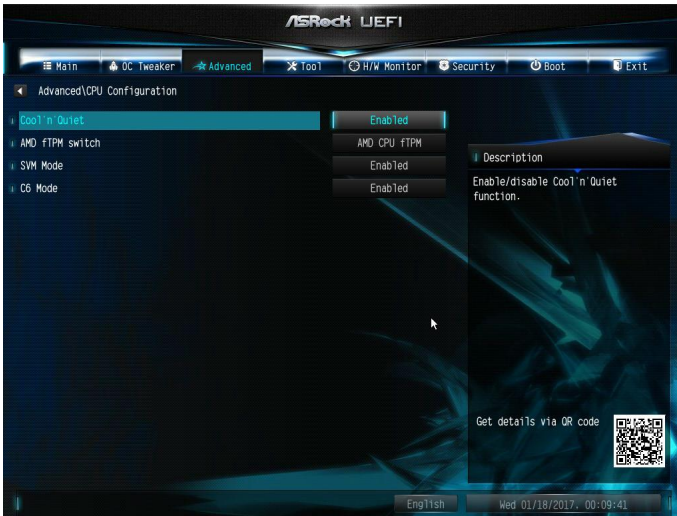 ASRock UEFI
Main OC Tweaker Advanced Tool H/W Monitor Security Boot Exit
Advanced\CPU Configuration
Cool'n'Quiet Enabled
AMD fTPM switch AMD CPU fTPM
SVM Mode Enabled
C6 Mode Enabled
Description
Enable/disable Cool'n'Quiet
function.
Get details via QR code
English Wed 01/18/2017. 00:09:41